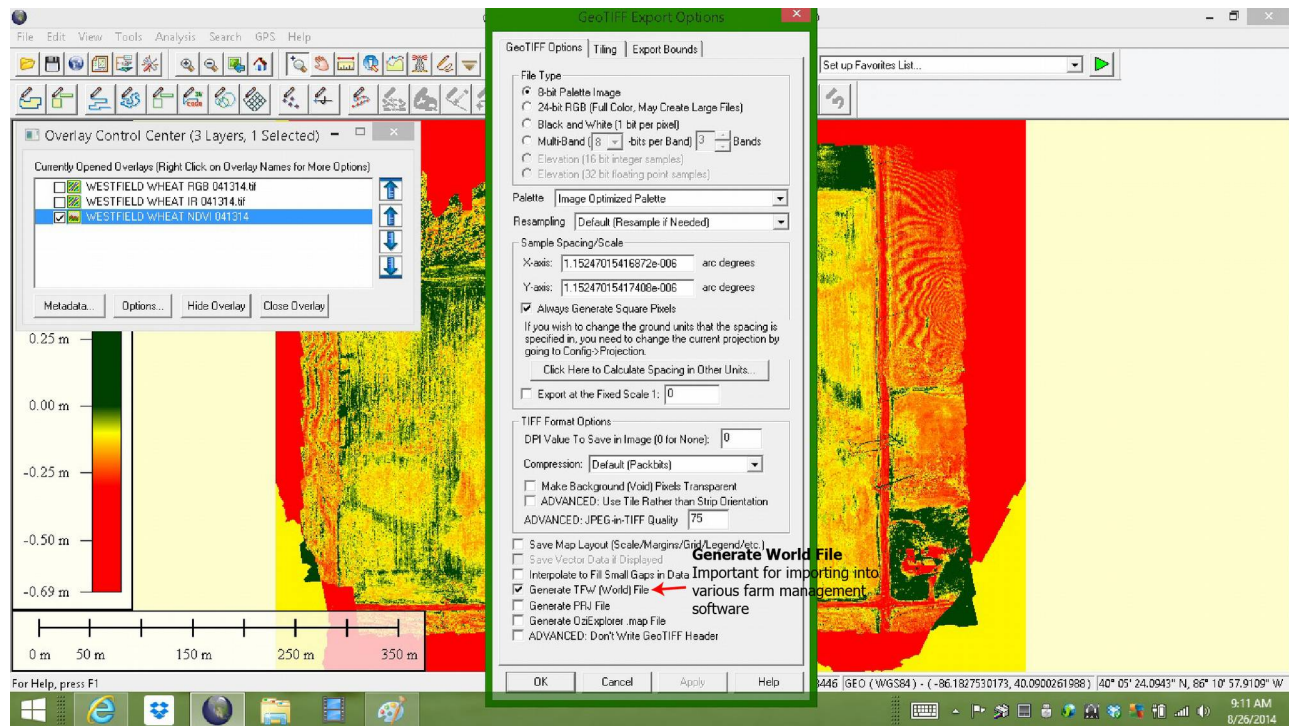 GeoTIFF Export Options
File Edit View Tools Analysis Search GPS Help
Set up Favorites List...
Overlay Control Center (3 Layers, 1 Selected)
Currently Opened Overlays (Right Click on Overlay Names for More Options)
WESTFIELD WHEAT RGB 041314.tif
WESTFIELD WHEAT IR 041314.tif
WESTFIELD WHEAT NDVI 041314
Metadata... Options... Hide Overlay Close Overlay
0.25 m
0.00 m
-0.25 m
-0.50 m
-0.69 m
0 m 50 m 150 m 250 m 350 m
GeoTIFF Options Tiling Export Bounds
File Type
8-bit Palette Image
24-bit RGB (Full Color, May Create Large Files)
Black and White (1 bit per pixel)
Multi-Band ( 8 -bits per Band) 3 Bands
Elevation (16 bit integer samples)
Elevation (32 bit floating point samples)
Palette Image Optimized Palette
Resampling Default (Resample if Needed)
Sample Spacing/Scale
X-axis: 1.15247015416872e-006 arc degrees
Y-axis: 1.15247015417408e-006 arc degrees
Always Generate Square Pixels
If you wish to change the ground units that the spacing is
specified in, you need to change the current projection by
going to Config->Projection.
Click Here to Calculate Spacing in Other Units...
Export at the Fixed Scale 1: 0
TIFF Format Options
DPI Value To Save in Image (0 for None): 0
Compression: Default (Packbits)
Make Background (Void) Pixels Transparent
ADVANCED: Use Tile Rather than Strip Orientation
ADVANCED: JPEG-in-TIFF Quality 75
Save Map Layout (Scale/Margins/Grid/Legend/etc.)
Save Vector Data if Displayed
Interpolate to Fill Small Gaps in Data
Generate TFW (World) File
Generate PRJ File
Generate OziExplorer .map File
ADVANCED: Don't Write GeoTIFF Header
OK Cancel Apply Help
Generate World File
Important for importing into
various farm management
software
For Help, press F1
3446 GEO (WGS84) - ( -86.1827530173, 40.0900261988 ) 40° 05' 24.0943" N, 86° 10' 57.9109" W
9:11 AM
8/26/2014